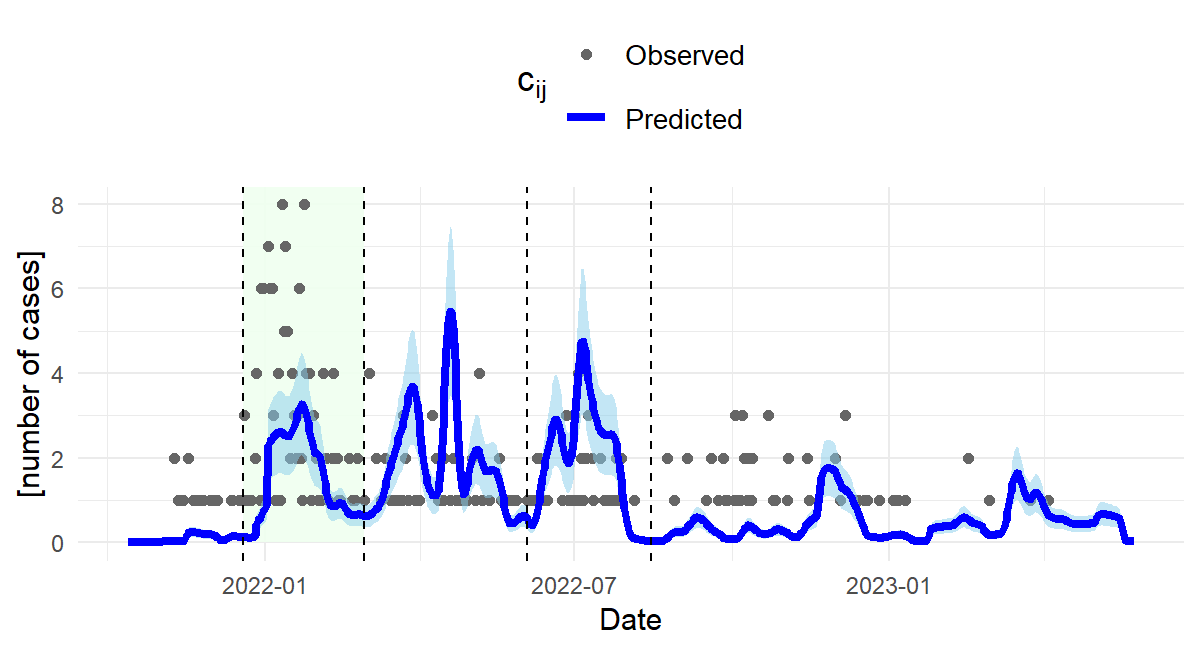 Observed
c_ij
Predicted
8
6
4
2
0
[number of cases]
2022-01 2022-07 2023-01
Date